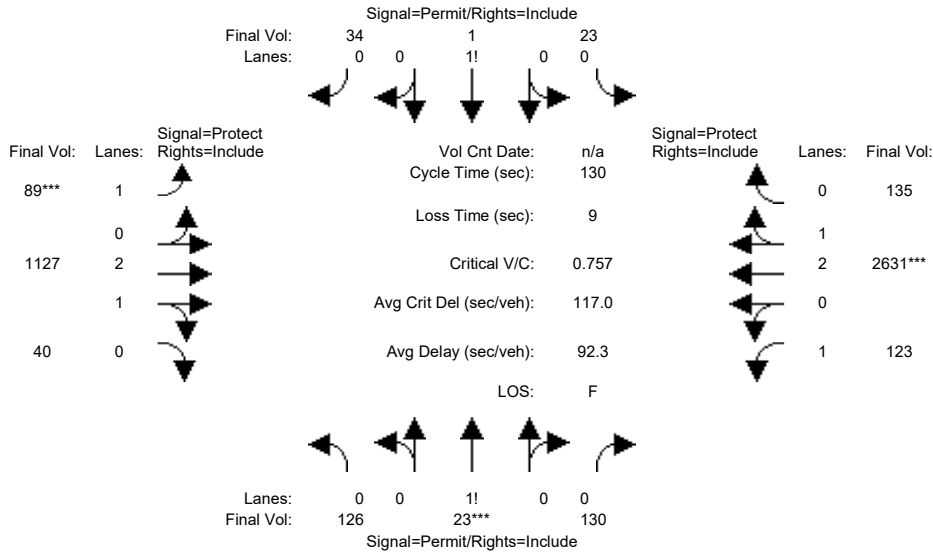 Signal=Permit/Rights=Include
Final Vol: 34 1 23
Lanes: 0 0 1! 0 0
Signal=Protect Signal=Protect
Final Vol: Lanes: Rights=Include Vol Cnt Date: n/a Rights=Include Lanes: Final Vol:
Cycle Time (sec): 130
89*** 1 0 135
Loss Time (sec): 9
0 1
1127 2 Critical V/C: 0.757 2 2631***
1 Avg Crit Del (sec/veh): 117.0 0
40 0 Avg Delay (sec/veh): 92.3 1 123
LOS: F
Lanes: 0 0 1! 0 0
Final Vol: 126 23*** 130
Signal=Permit/Rights=Include